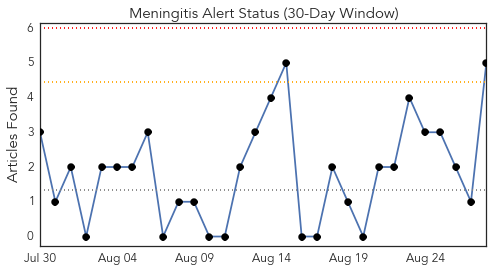 Meningitis Alert Status (30-Day Window)
Articles Found
6
5
4
3
2
1
0
Jul 30 Aug 04 Aug 09 Aug 14 Aug 19 Aug 24